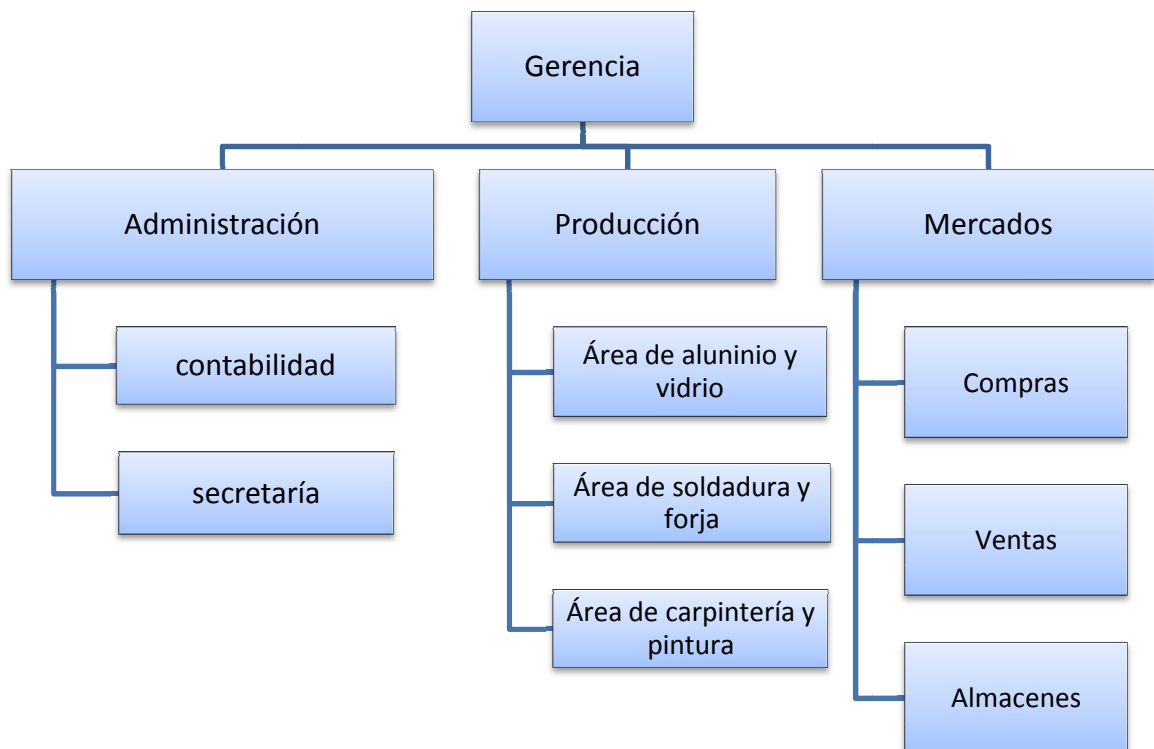 Gerencia
Administración
Producción
Mercados
contabilidad
secretaría
Área de aluninio y
vidrio
Área de soldadura y
forja
Área de carpintería y
pintura
Compras
Ventas
Almacenes